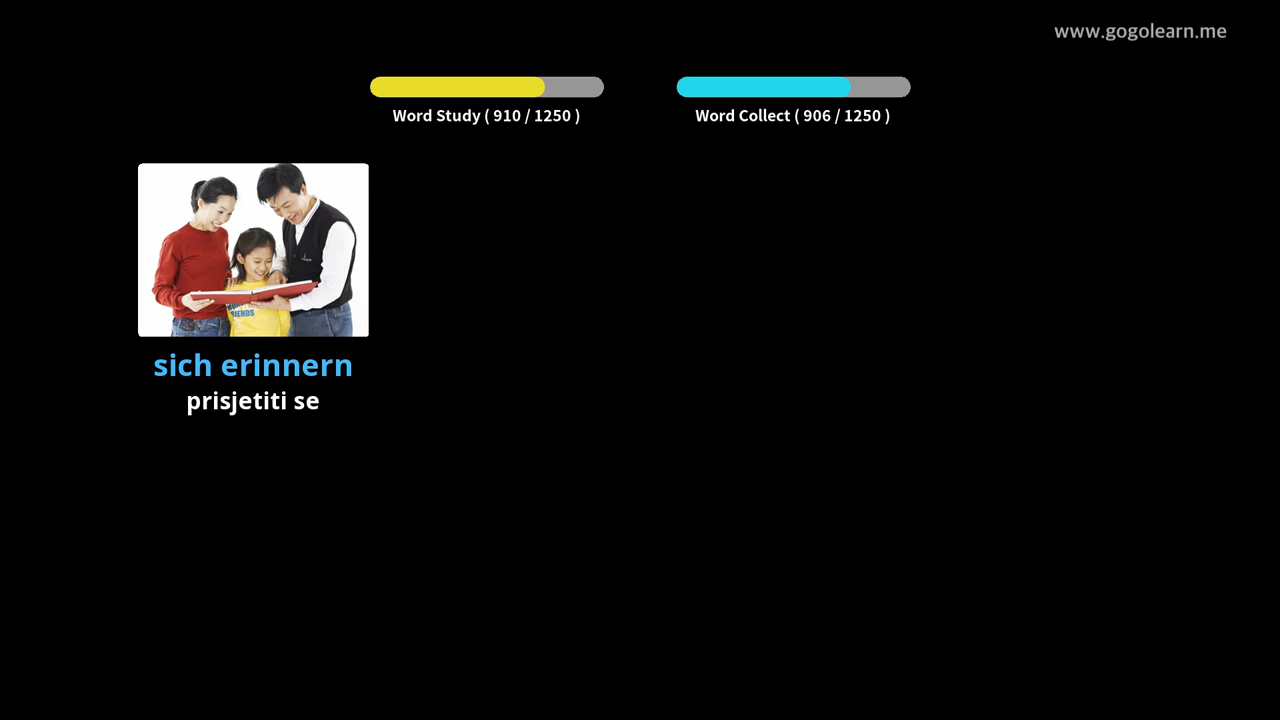 www.gogolearn.me
Word Study ( 910 / 1250 )
Word Collect ( 906 / 1250 )
sich erinnern
prisjetiti se